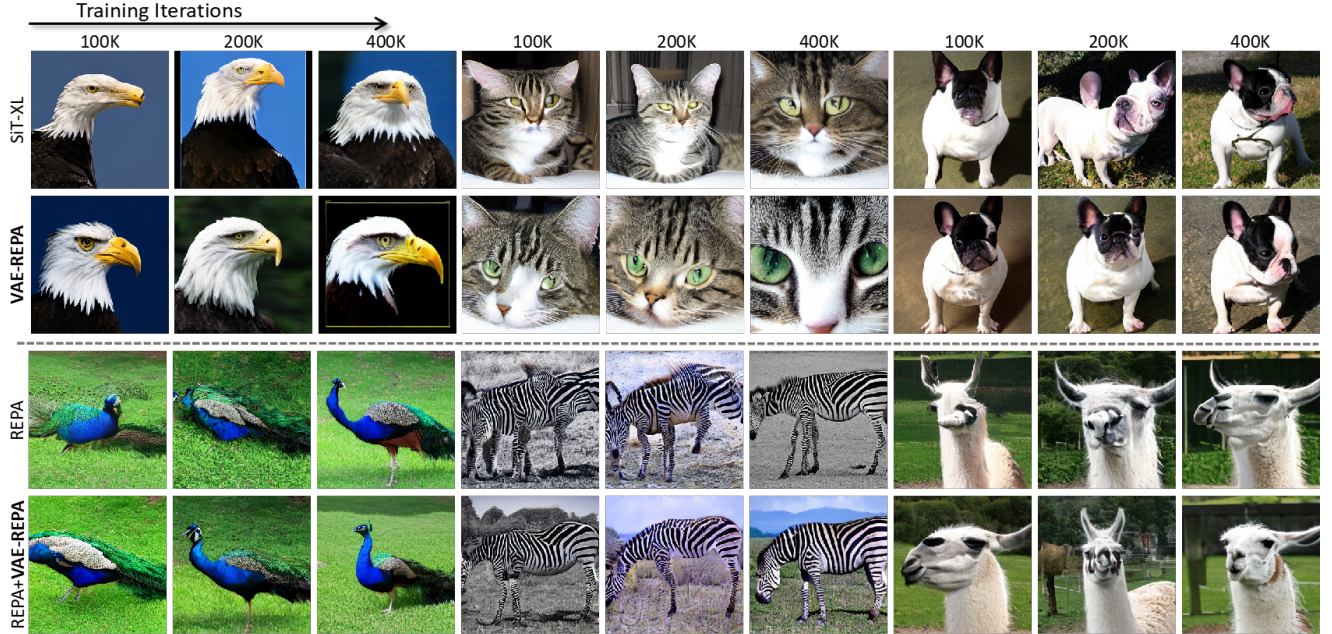 Training Iterations
100K 200K 400K 100K 200K 400K 100K 200K 400K
SiT-XL
VAE-REPA
REPA
REPA+VAE-REPA